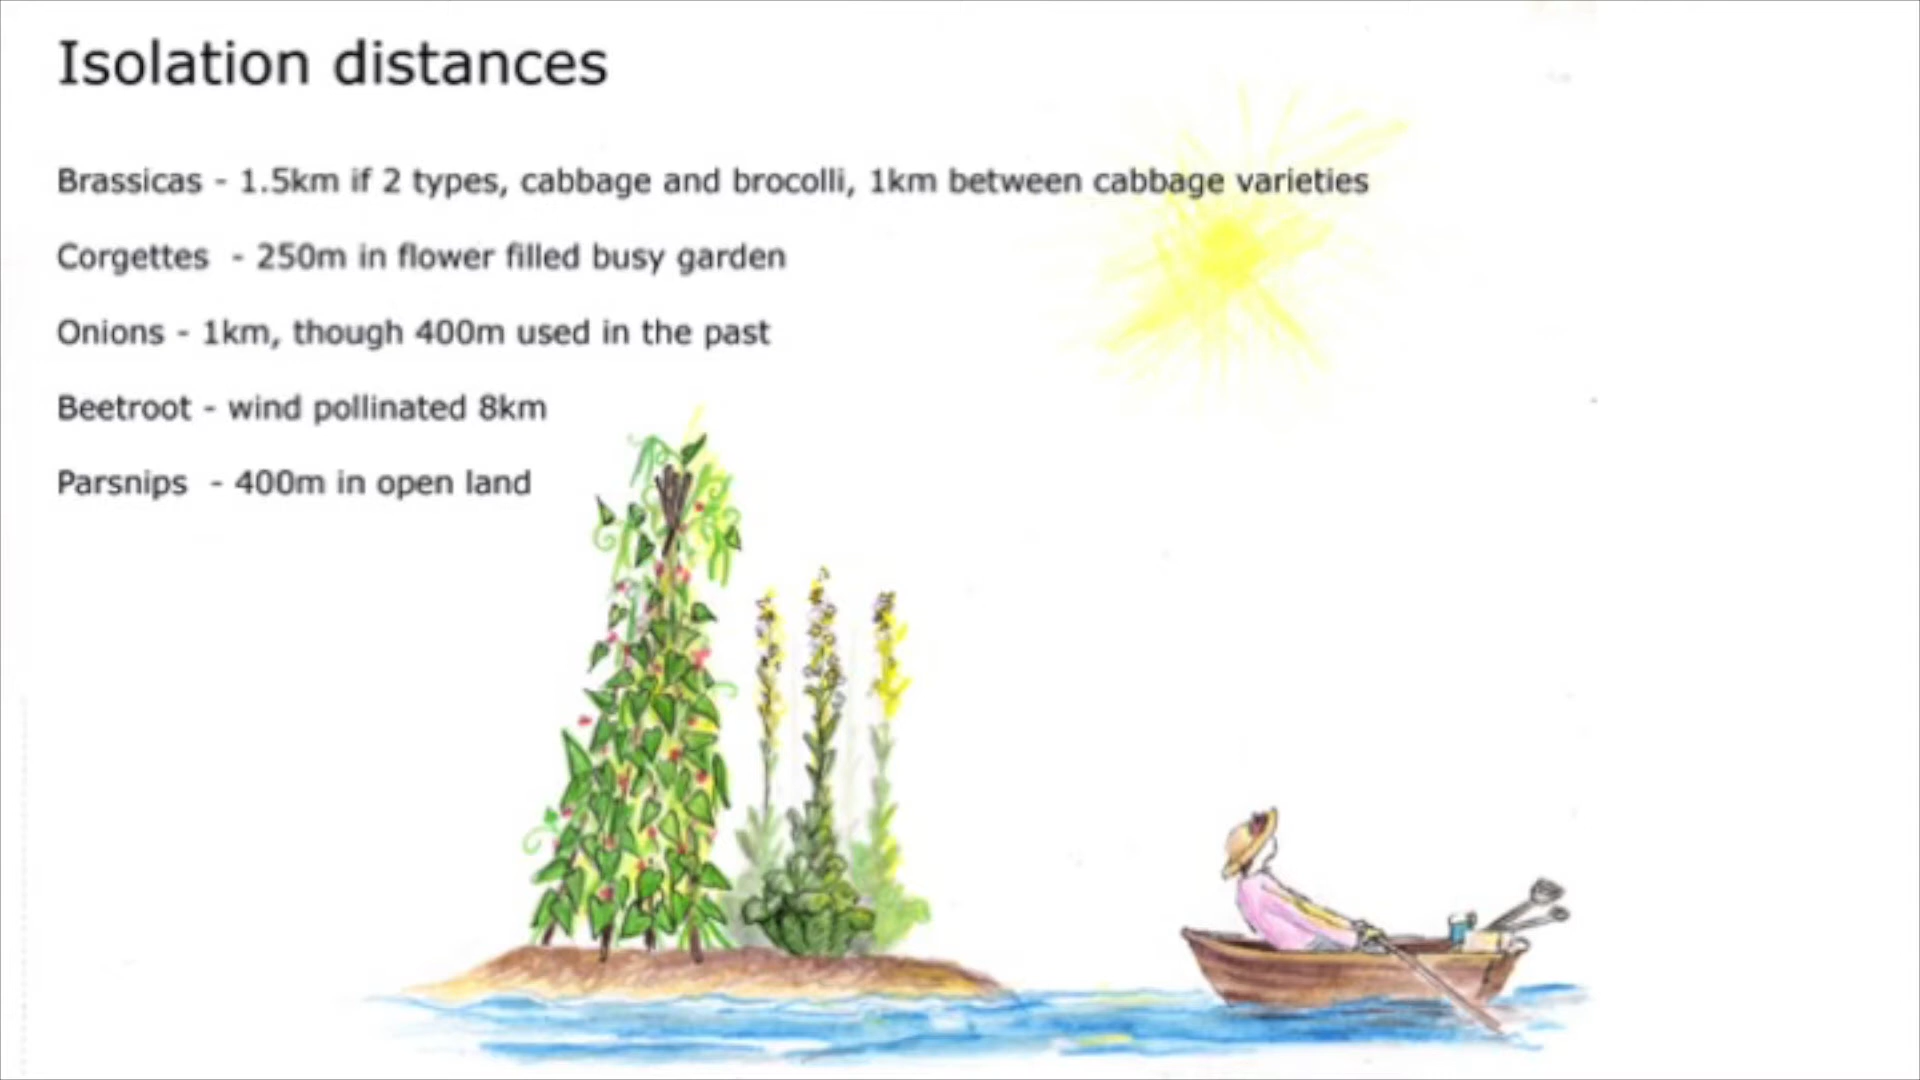 Isolation distances
Brassicas - 1.5km if 2 types, cabbage and brocolli, 1km between cabbage varieties
Corgettes - 250m in flower filled busy garden
Onions - 1km, though 400m used in the past
Beetroot - wind pollinated 8km
Parsnips - 400m in open land